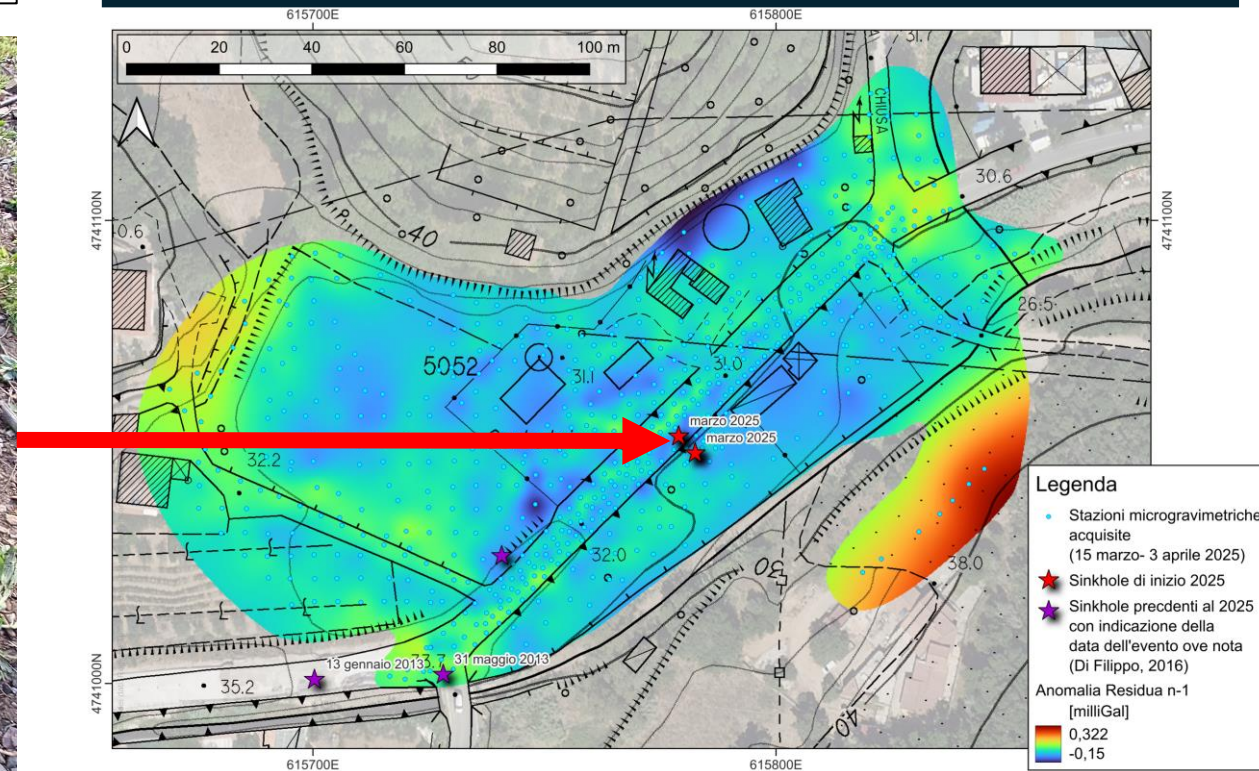 615700E
615800E
0 20 40 60 80 100 m
31.7
CHIUSA
30.6
4741100N
4741100N
0.6
40
26.5
5052
31.1
31.0
marzo 2025
marzo 2025
32.2
32.0
30
38.0
13 gennaio 2013
33.7
31 maggio 2013
35.2
4741000N
40
615700E
615800E
Legenda
Stazioni microgravimetriche
acquisite
(15 marzo- 3 aprile 2025)
Sinkhole di inizio 2025
Sinkhole precdenti al 2025
con indicazione della
data dell'evento ove nota
(Di Filippo, 2016)
Anomalia Residua n-1
[milliGal]
0,322
-0,15